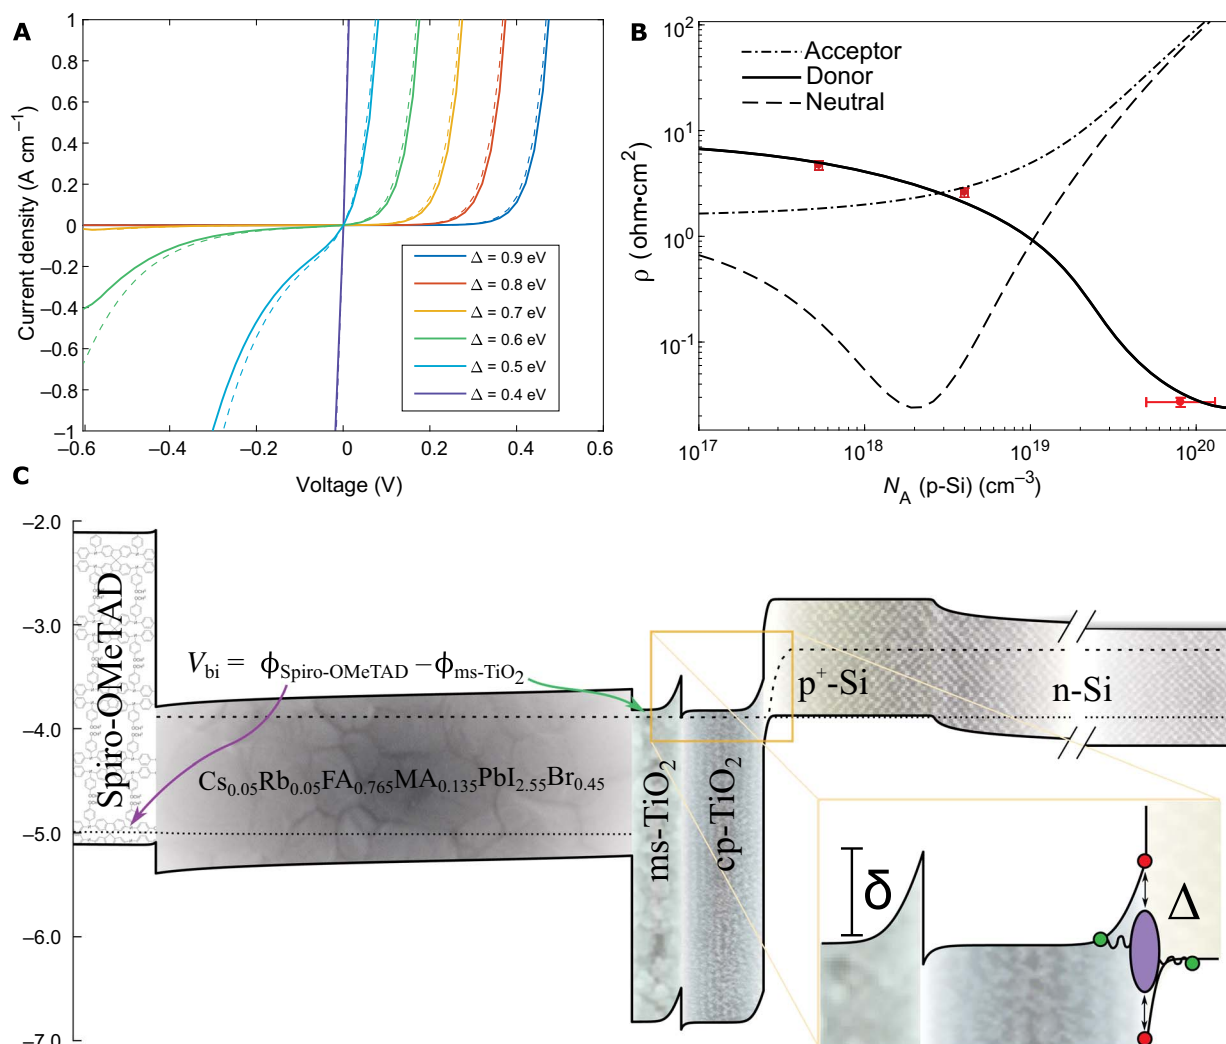 A
Current density (A cm⁻¹)
1
0.8
0.6
0.4
0.2
0
–0.2
–0.4
–0.6
–0.8
–1
–0.6
–0.4
–0.2
0
0.2
0.4
0.6
Voltage (V)
Δ = 0.9 eV
Δ = 0.8 eV
Δ = 0.7 eV
Δ = 0.6 eV
Δ = 0.5 eV
Δ = 0.4 eV
B
ρ (ohm•cm²)
10²
10¹
10⁰
10⁻¹
Acceptor
Donor
Neutral
10¹⁷
10¹⁸
10¹⁹
10²⁰
N_A (p-Si) (cm⁻³)
C
–2.0
–3.0
–4.0
–5.0
–6.0
–7.0
Spiro-OMeTAD
V_bi = ϕ_Spiro-OMeTAD – ϕ_ms-TiO₂
Cs₀.₀₅Rb₀.₀₅FA₀.₇₆₅MA₀.₁₃₅PbI₂.₅₅Br₀.₄₅
ms-TiO₂
cp-TiO₂
p⁺-Si
n-Si
δ
Δ